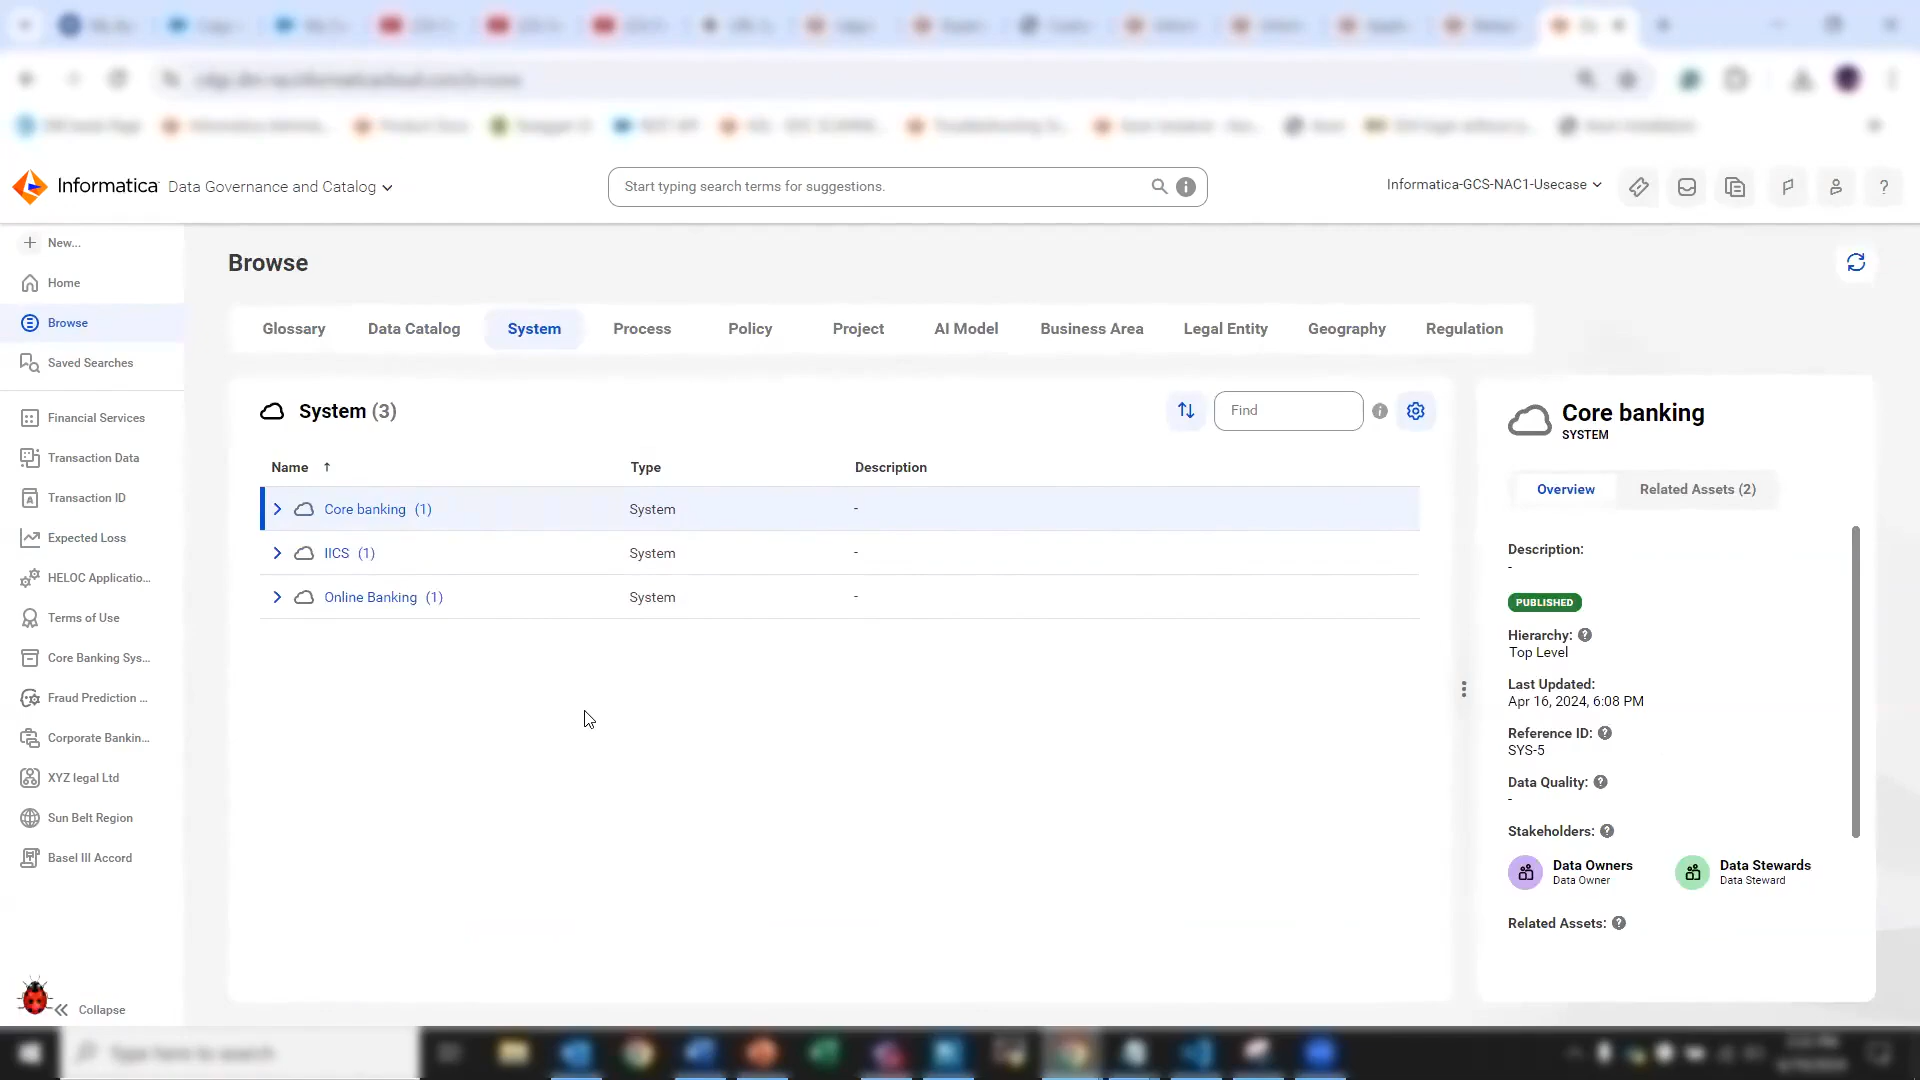 Informatica Data Governance and Catalog
Start typing search terms for suggestions.
Informatica-GCS-NAC1-Usecase
New...
Home
Browse
Saved Searches
Financial Services
Transaction Data
Transaction ID
Expected Loss
HELOC Applicatio...
Terms of Use
Core Banking Sys...
Fraud Prediction ...
Corporate Bankin...
XYZ legal Ltd
Sun Belt Region
Basel III Accord
Collapse
Browse
Glossary Data Catalog System Process Policy Project AI Model Business Area Legal Entity Geography Regulation
System (3)
Find
Name ↑ Type Description
Core banking (1) System -
IICS (1) System -
Online Banking (1) System -
Core banking
SYSTEM
Overview Related Assets (2)
Description:
-
PUBLISHED
Hierarchy: ?
Top Level
Last Updated:
Apr 16, 2024, 6:08 PM
Reference ID: ?
SYS-5
Data Quality: ?
-
Stakeholders: ?
Data Owners Data Stewards
Data Owner Data Steward
Related Assets: ?
Type here to search